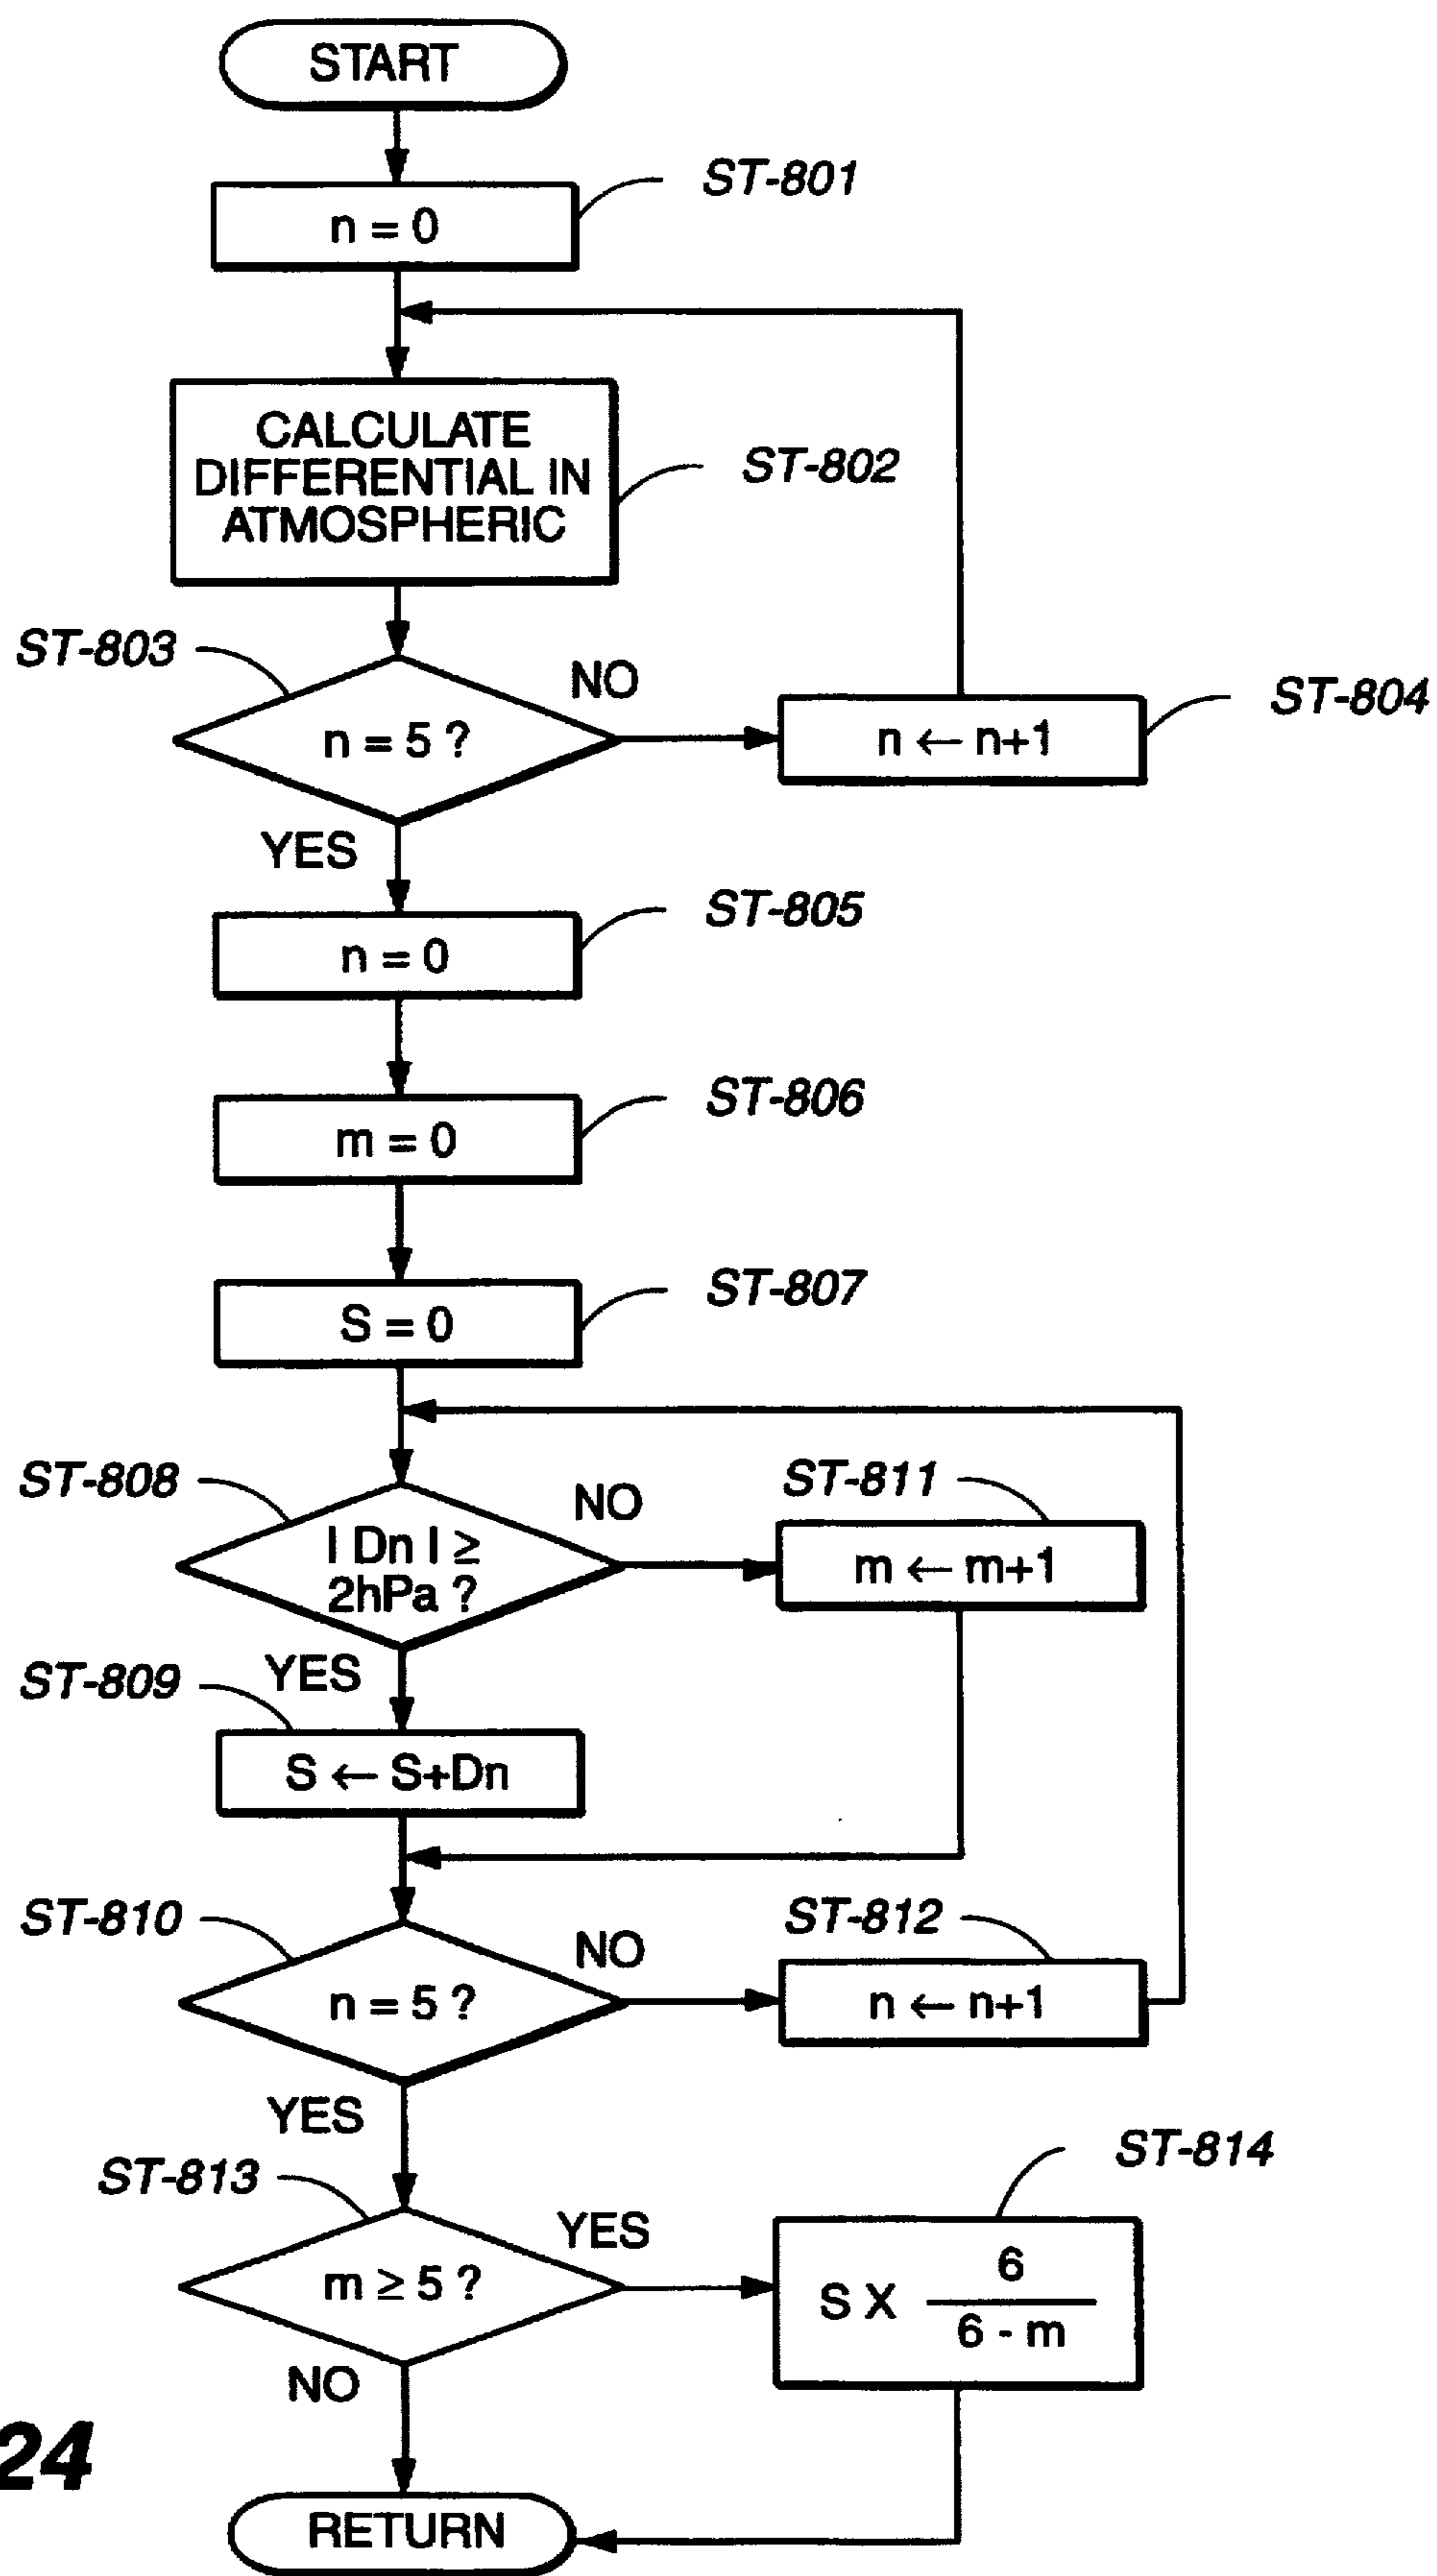 START
ST-801
n = 0
CALCULATE
DIFFERENTIAL IN
ATMOSPHERIC
ST-802
ST-803
n = 5 ?
NO
n ← n+1
ST-804
YES
ST-805
n = 0
ST-806
m = 0
ST-807
S = 0
ST-808
| Dn | ≥
2hPa ?
NO
ST-811
m ← m+1
YES
ST-809
S ← S+Dn
ST-810
n = 5 ?
NO
ST-812
n ← n+1
YES
ST-813
m ≥ 5 ?
YES
ST-814
6
S X
6 - m
NO
24
RETURN